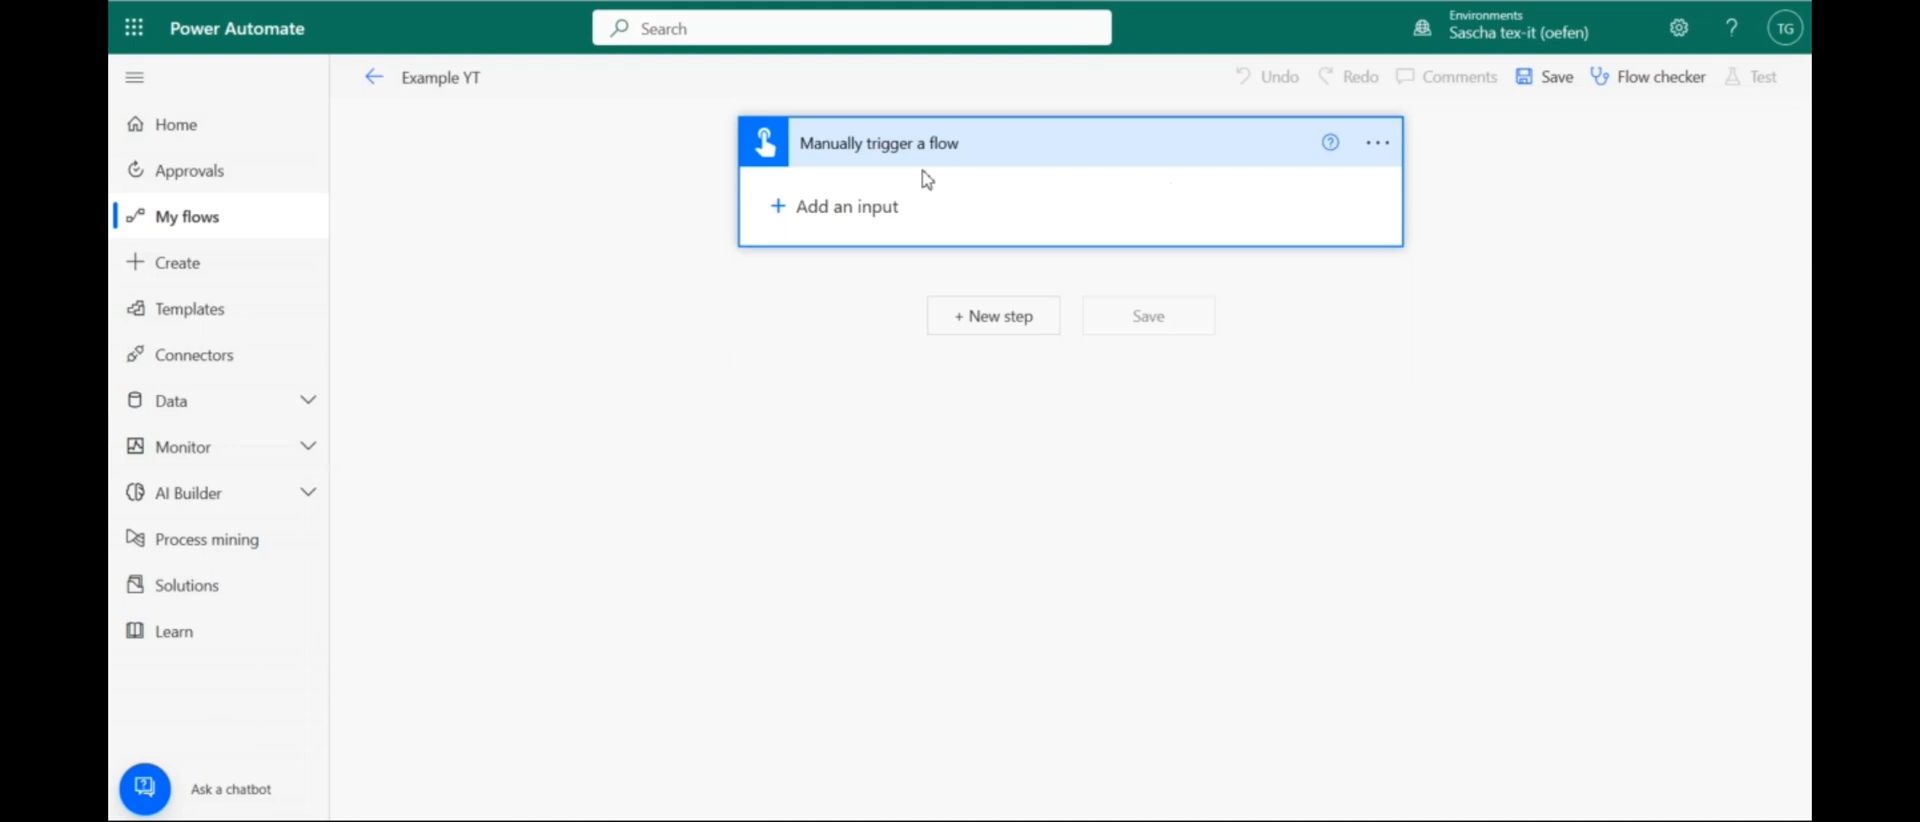 Power Automate
Search
Environments
Sascha tex-it (oefen)
TG
Example YT
Undo
Redo
Comments
Save
Flow checker
Test
Home
Approvals
My flows
Create
Templates
Connectors
Data
Monitor
AI Builder
Process mining
Solutions
Learn
Ask a chatbot
Manually trigger a flow
+ Add an input
+ New step
Save